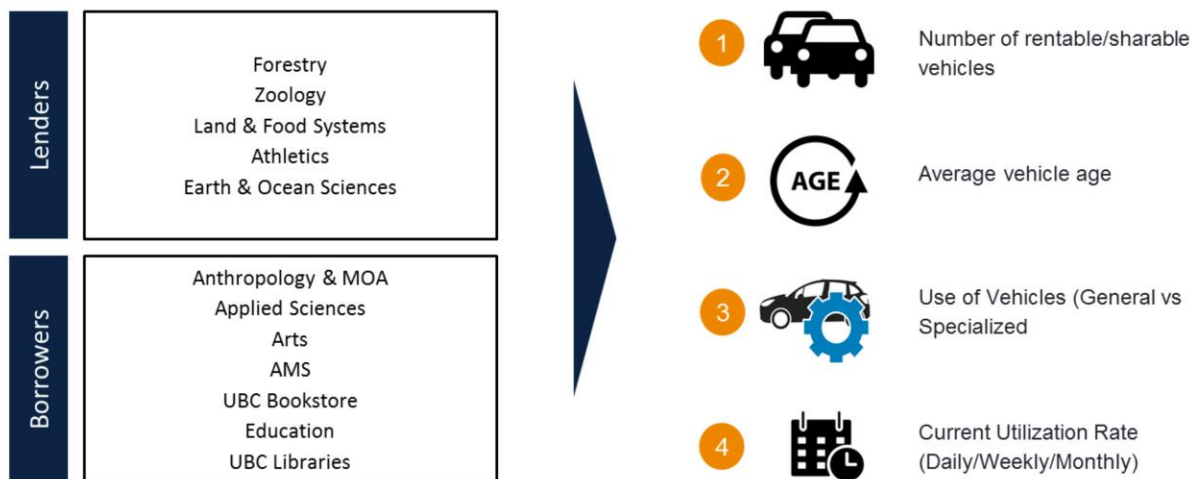 Lenders
Forestry
Zoology
Land & Food Systems
Athletics
Earth & Ocean Sciences
Borrowers
Anthropology & MOA
Applied Sciences
Arts
AMS
UBC Bookstore
Education
UBC Libraries
1
Number of rentable/sharable
vehicles
2
AGE
Average vehicle age
3
Use of Vehicles (General vs
Specialized
4
Current Utilization Rate
(Daily/Weekly/Monthly)